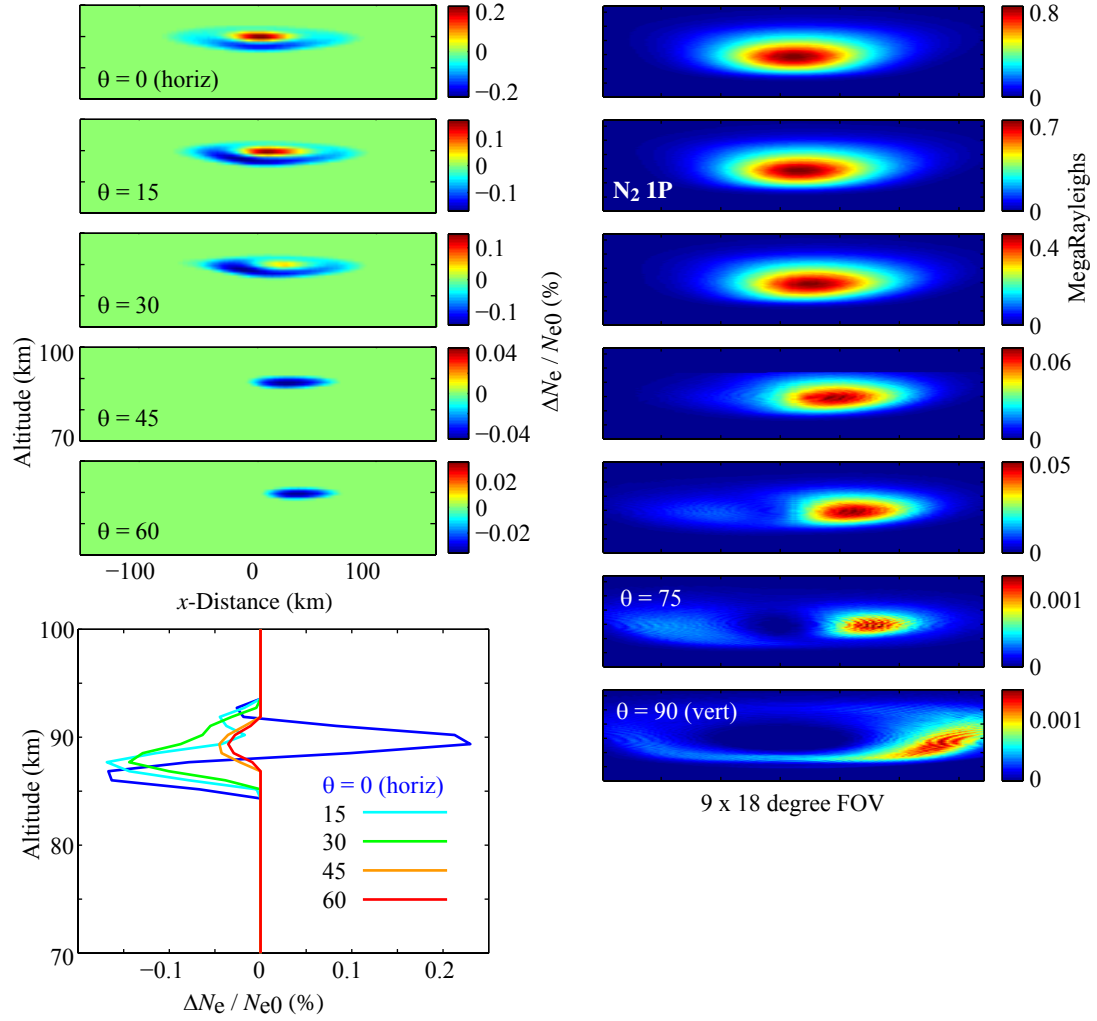 0.2
0
−0.2
θ = 0 (horiz)
0.1
0
−0.1
θ = 15
0.1
0
−0.1
θ = 30
100
70
Altitude (km)
0.04
0
−0.04
θ = 45
0.02
0
−0.02
θ = 60
ΔNe / Ne0 (%)
−100 0 100
x-Distance (km)
0.8
0
0.7
0
N2 1P
MegaRayleighs
0.4
0
0.06
0
0.05
0
θ = 75
0.001
0
θ = 90 (vert)
0.001
0
9 x 18 degree FOV
100
90
80
70
Altitude (km)
θ = 0 (horiz)
15
30
45
60
−0.1 0 0.1 0.2
ΔNe / Ne0 (%)